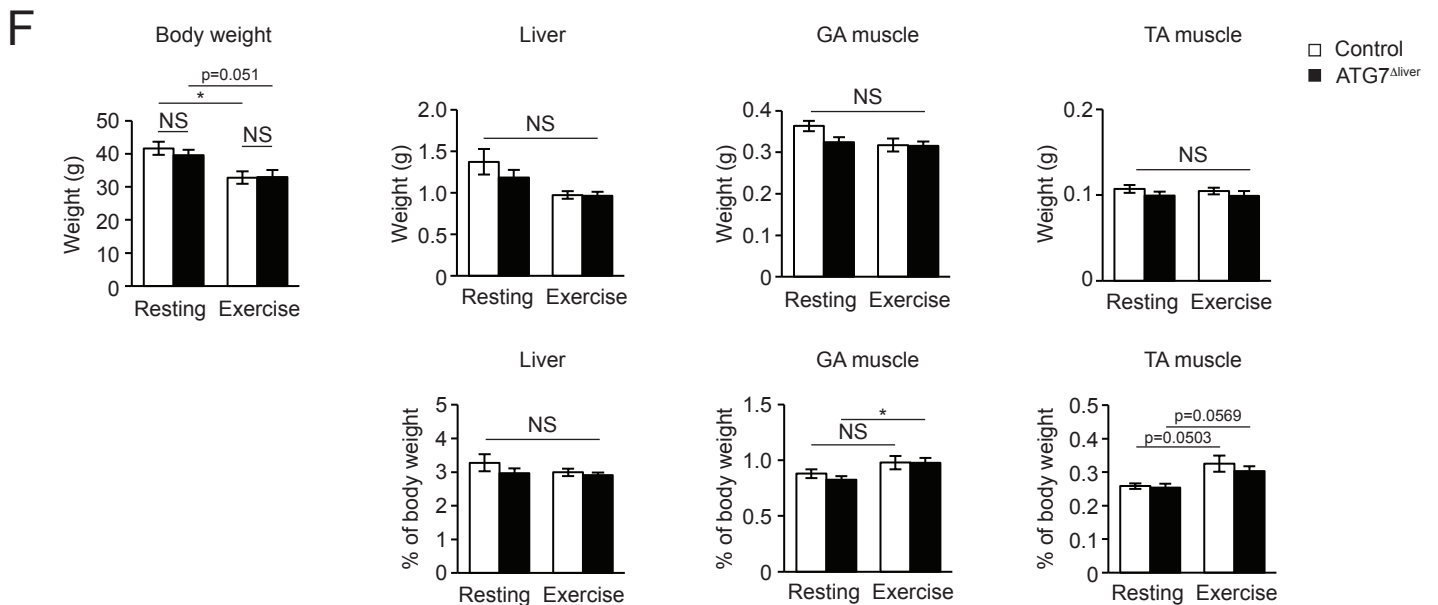 F
Body weight
Liver
GA muscle
TA muscle
Control
ATG7Δliver
p=0.051
*
NS
NS
50
40
30
20
10
0
Weight (g)
Resting Exercise
2.0
1.5
1.0
0.5
0
Weight (g)
NS
Resting Exercise
0.4
0.3
0.2
0.1
0
Weight (g)
NS
Resting Exercise
0.2
0.1
0
Weight (g)
NS
Resting Exercise
Liver
GA muscle
TA muscle
5
4
3
2
1
0
% of body weight
NS
Resting Exercise
1.5
1.0
0.5
0
% of body weight
*
NS
Resting Exercise
0.5
0.4
0.3
0.2
0.1
0
% of body weight
p=0.0569
p=0.0503
Resting Exercise